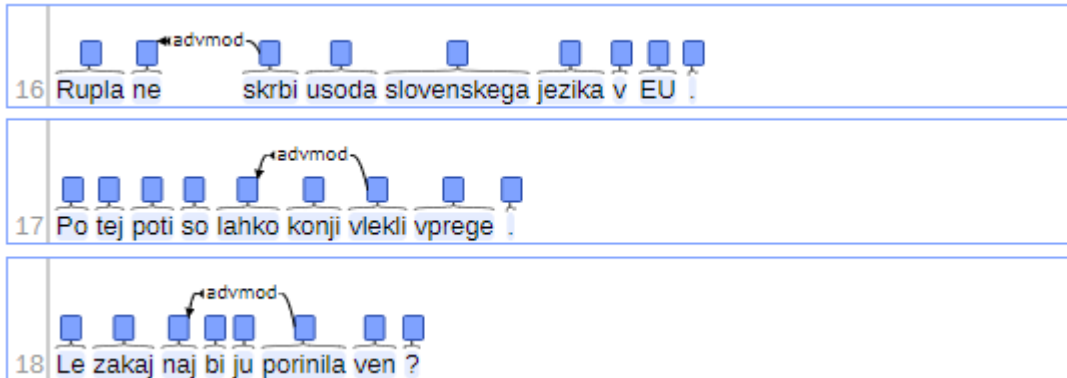 advmod
16 Rupla ne skrbi usoda slovenskega jezika v EU .
advmod
17 Po tej poti so lahko konji vlekli vprege .
advmod
18 Le zakaj naj bi ju porinila ven ?